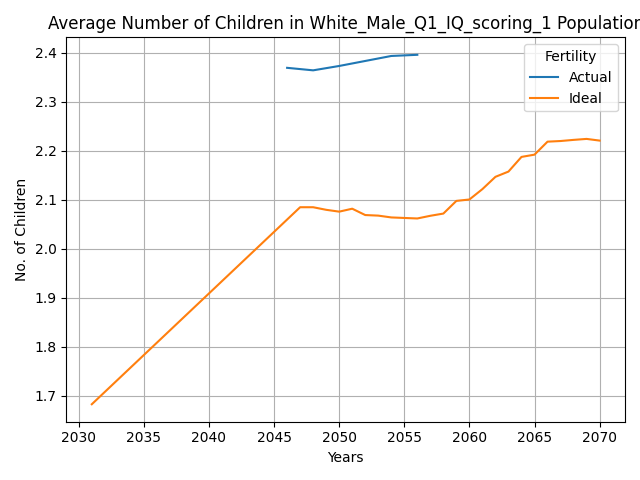 Average Number of Children in White_Male_Q1_IQ_scoring_1 Population
Fertility
Actual
Ideal
No. of Children
2.4
2.3
2.2
2.1
2.0
1.9
1.8
1.7
2030 2035 2040 2045 2050 2055 2060 2065 2070
Years